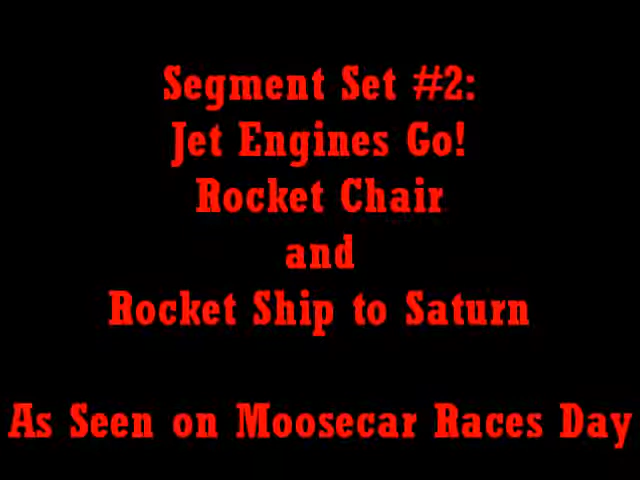 Segment Set #2:
Jet Engines Go!
Rocket Chair
and
Rocket Ship to Saturn
As Seen on Moosecar Races Day